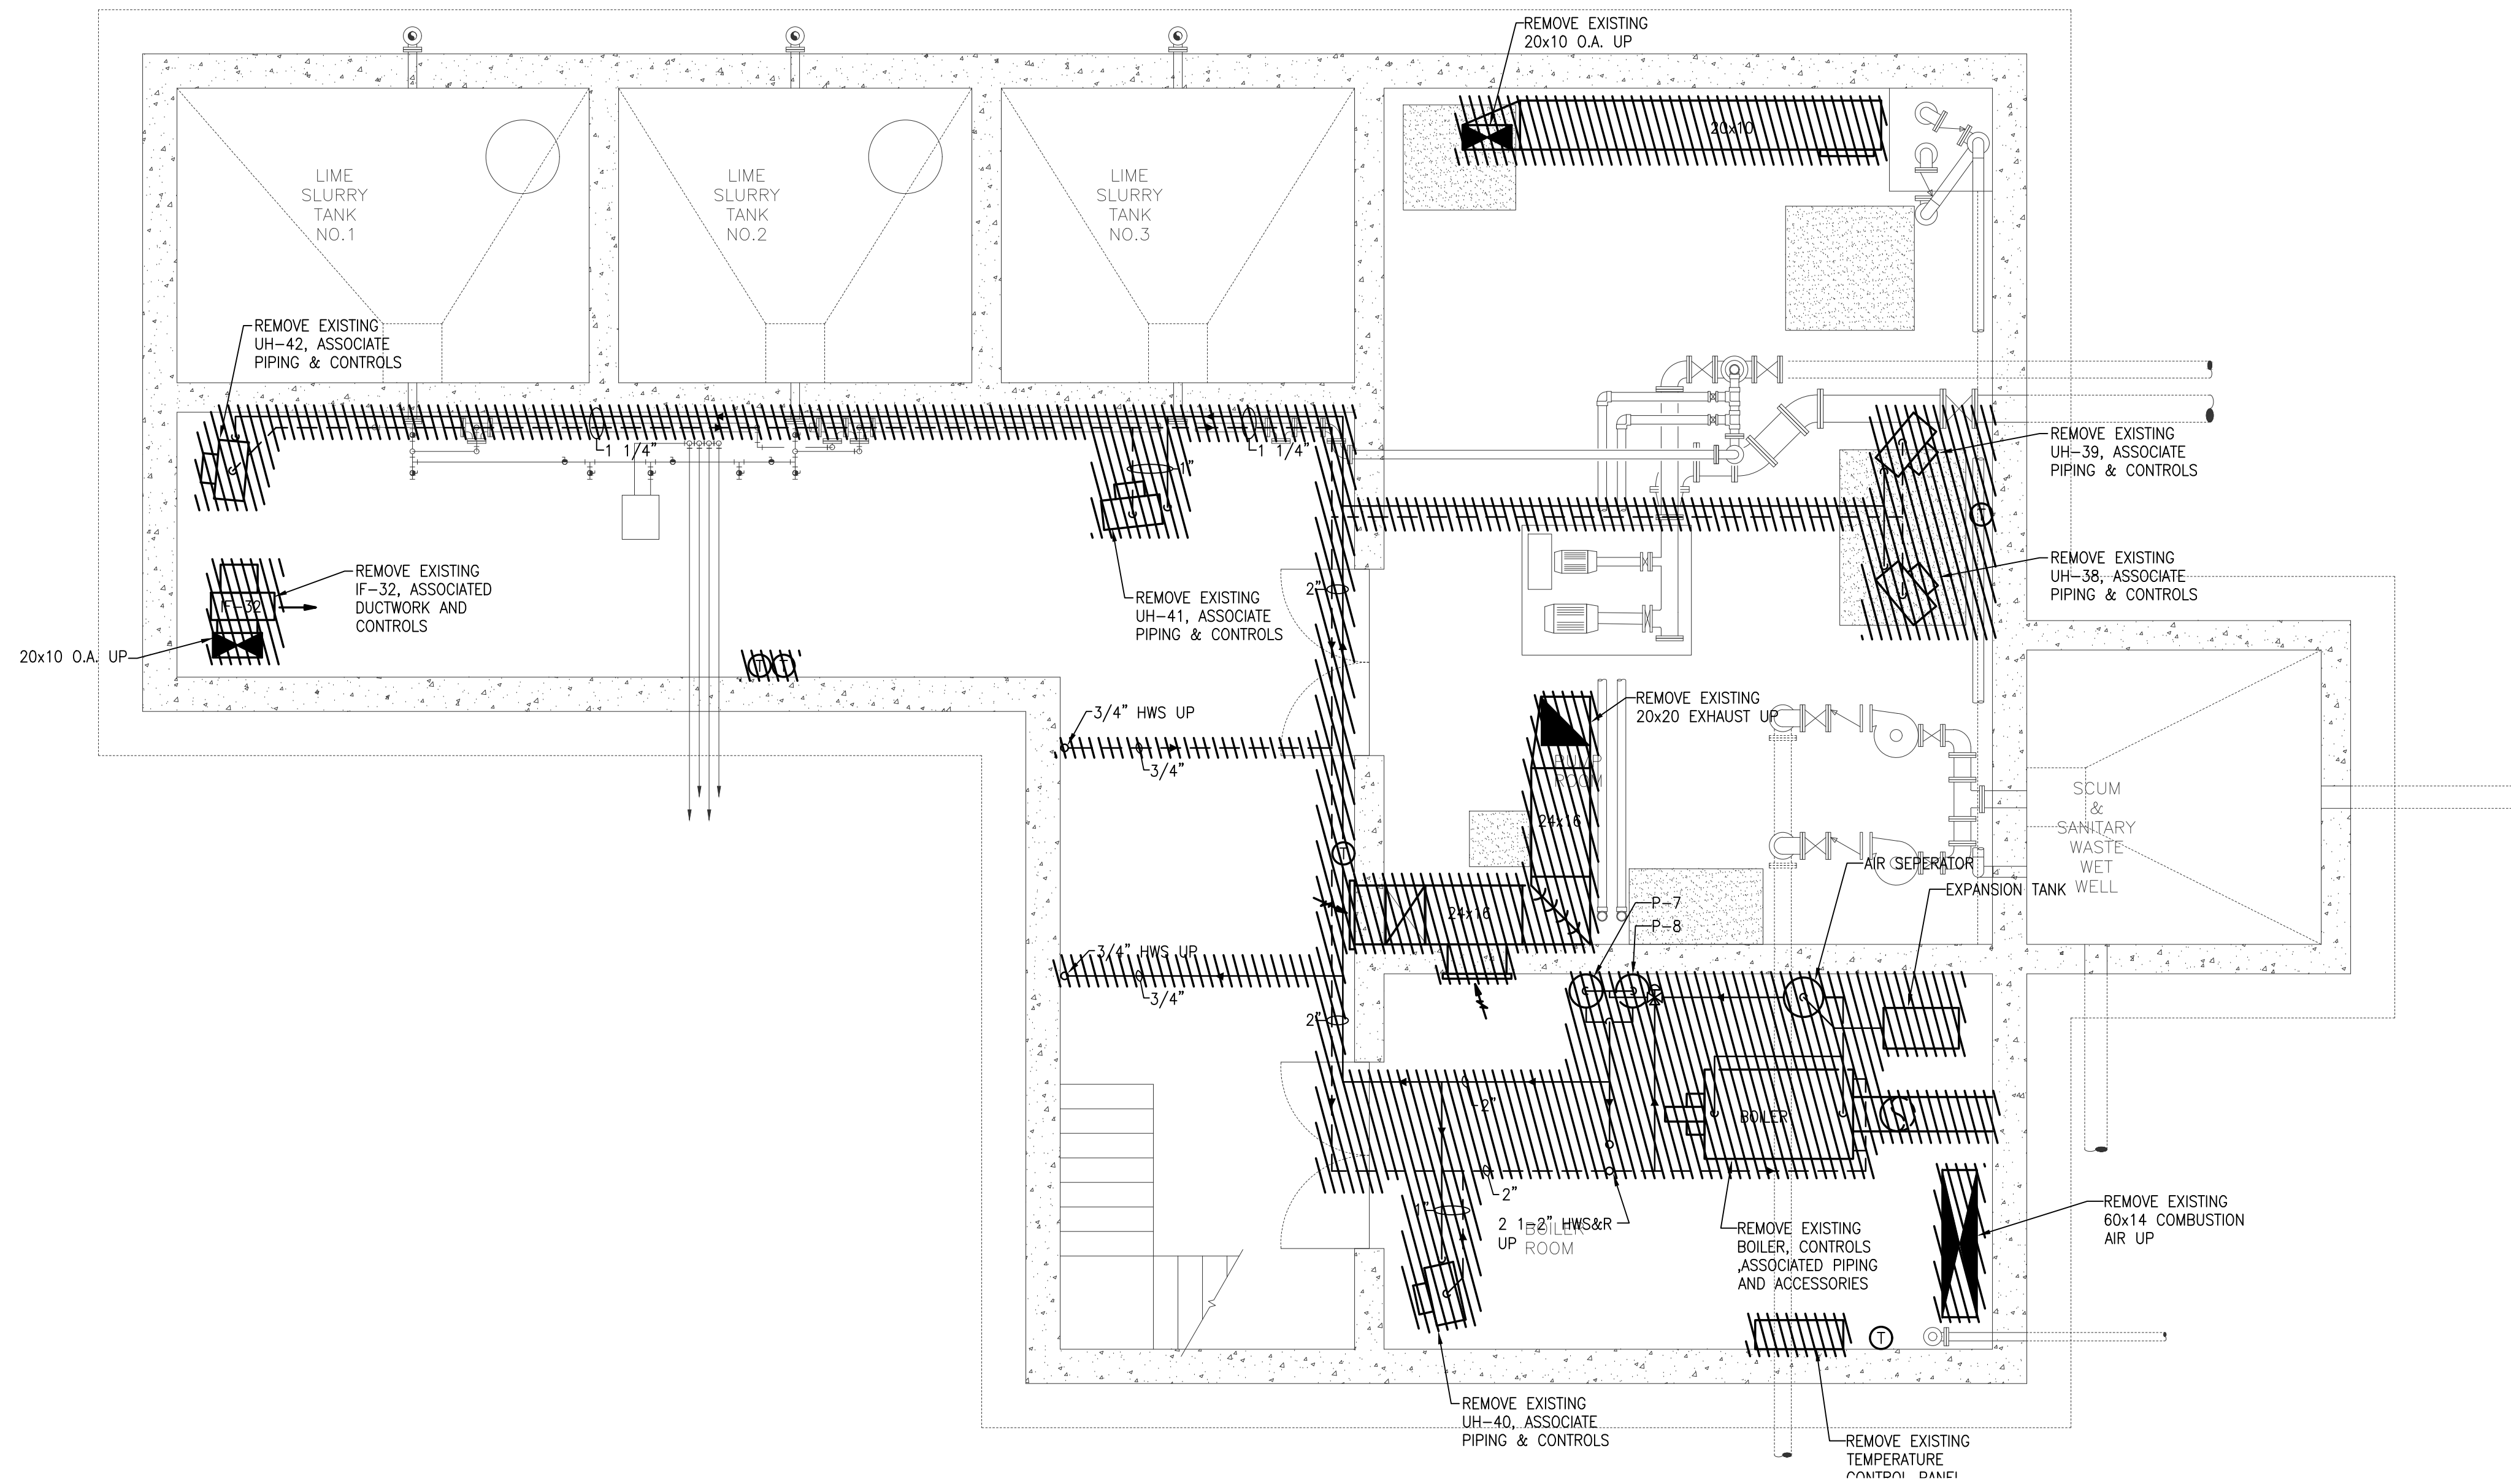 REMOVE EXISTING
20x10 O.A. UP
20x10
LIME
SLURRY
TANK
NO.1
LIME
SLURRY
TANK
NO.2
LIME
SLURRY
TANK
NO.3
REMOVE EXISTING
UH-42, ASSOCIATE
PIPING & CONTROLS
1 1/4"
1"
1 1/4"
REMOVE EXISTING
UH-39, ASSOCIATE
PIPING & CONTROLS
T
REMOVE EXISTING
UH-38, ASSOCIATE
PIPING & CONTROLS
REMOVE EXISTING
IF-32, ASSOCIATED
DUCTWORK AND
CONTROLS
IF-32
20x10 O.A. UP
T T
REMOVE EXISTING
UH-41, ASSOCIATE
PIPING & CONTROLS
2"
3/4" HWS UP
3/4"
REMOVE EXISTING
20x20 EXHAUST UP
PUMP
ROOM
24x16
T
24x16
SCUM
&
SANITARY
WASTE
WET
WELL
AIR SEPERATOR
EXPANSION TANK
P-7
P-8
3/4" HWS UP
3/4"
2"
2"
BOILER
2"
1"
2 1-2" HWS&R
UP
BOILER
ROOM
REMOVE EXISTING
BOILER, CONTROLS
,ASSOCIATED PIPING
AND ACCESSORIES
REMOVE EXISTING
60x14 COMBUSTION
AIR UP
T
REMOVE EXISTING
UH-40, ASSOCIATE
PIPING & CONTROLS
REMOVE EXISTING
TEMPERATURE
CONTROL PANEL